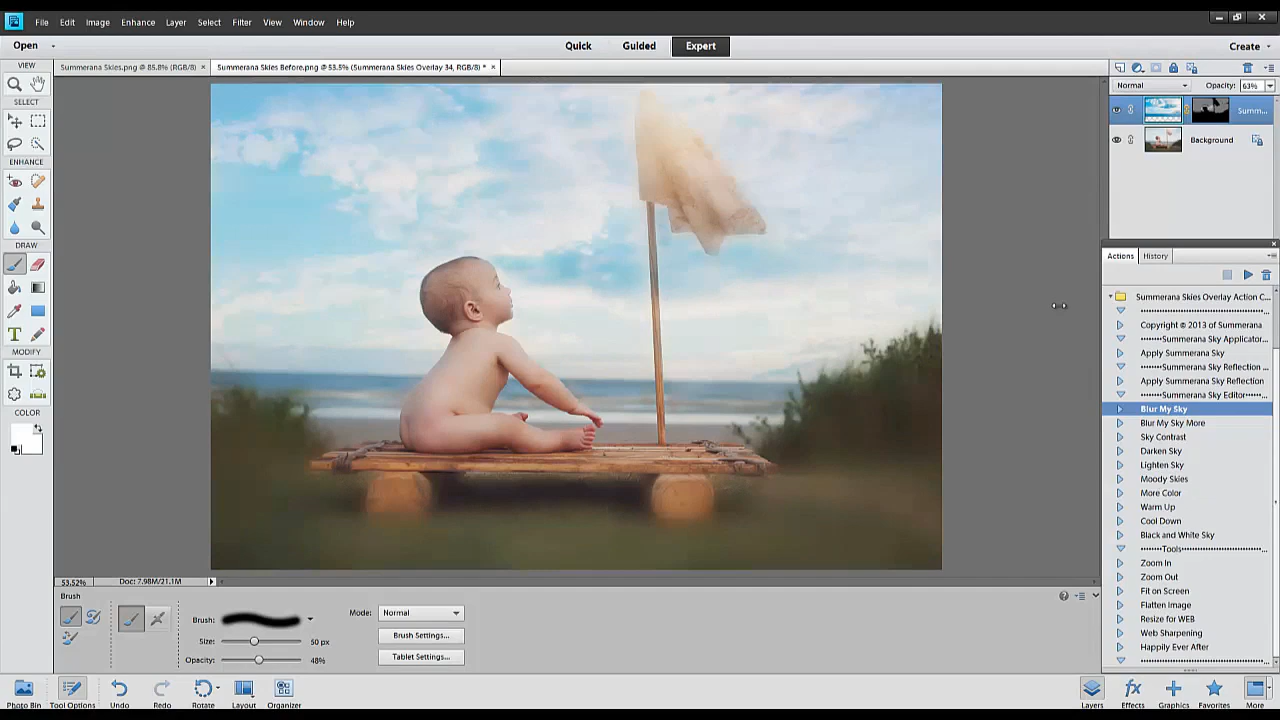 File Edit Image Enhance Layer Select Filter View Window Help
Open Quick Guided Expert Create
VIEW
Summerana Skies.png @ 85.8% (RGB/8) × Summerana Skies Before.png @ 53.5% (Summerana Skies Overlay 34, RGB/8) * ×
Normal Opacity: 63%
SELECT
Summ...
Background
ENHANCE
DRAW
Actions History
Summerana Skies Overlay Action C...
Copyright © 2013 of Summerana
········Summerana Sky Applicator...
Apply Summerana Sky
········Summerana Sky Reflection ...
Apply Summerana Sky Reflection
········Summerana Sky Editor······...
Blur My Sky
Blur My Sky More
Sky Contrast
Darken Sky
Lighten Sky
Moody Skies
More Color
Warm Up
Cool Down
Black and White Sky
········Tools····························...
Zoom In
Zoom Out
Fit on Screen
Flatten Image
Resize for WEB
Web Sharpening
Happily Ever After
T
MODIFY
COLOR
53.52% Doc: 7.98M/21.1M
Brush
Brush: Mode: Normal
Size: 50 px Brush Settings...
Opacity: 48% Tablet Settings...
Photo Bin Tool Options Undo Redo Rotate Layout Organizer Layers Effects Graphics Favorites More